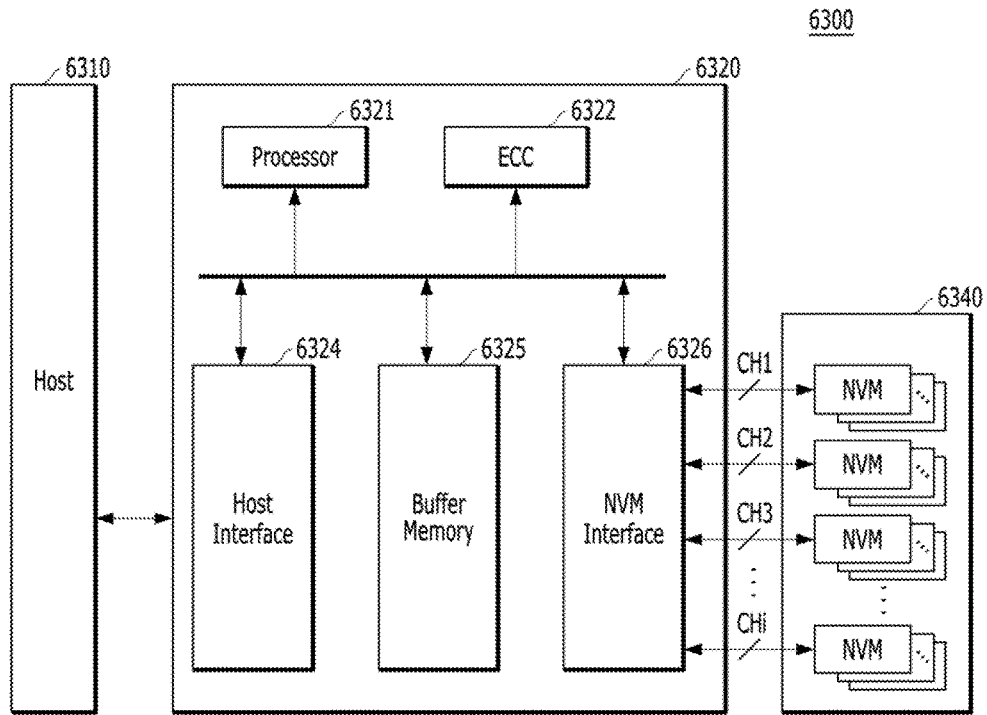 6300
6310
6320
6321
6322
Processor
ECC
6340
6324
6325
6326
CH1
Host
NVM
CH2
NVM
Host
Interface
Buffer
Memory
NVM
Interface
CH3
NVM
CHi
NVM